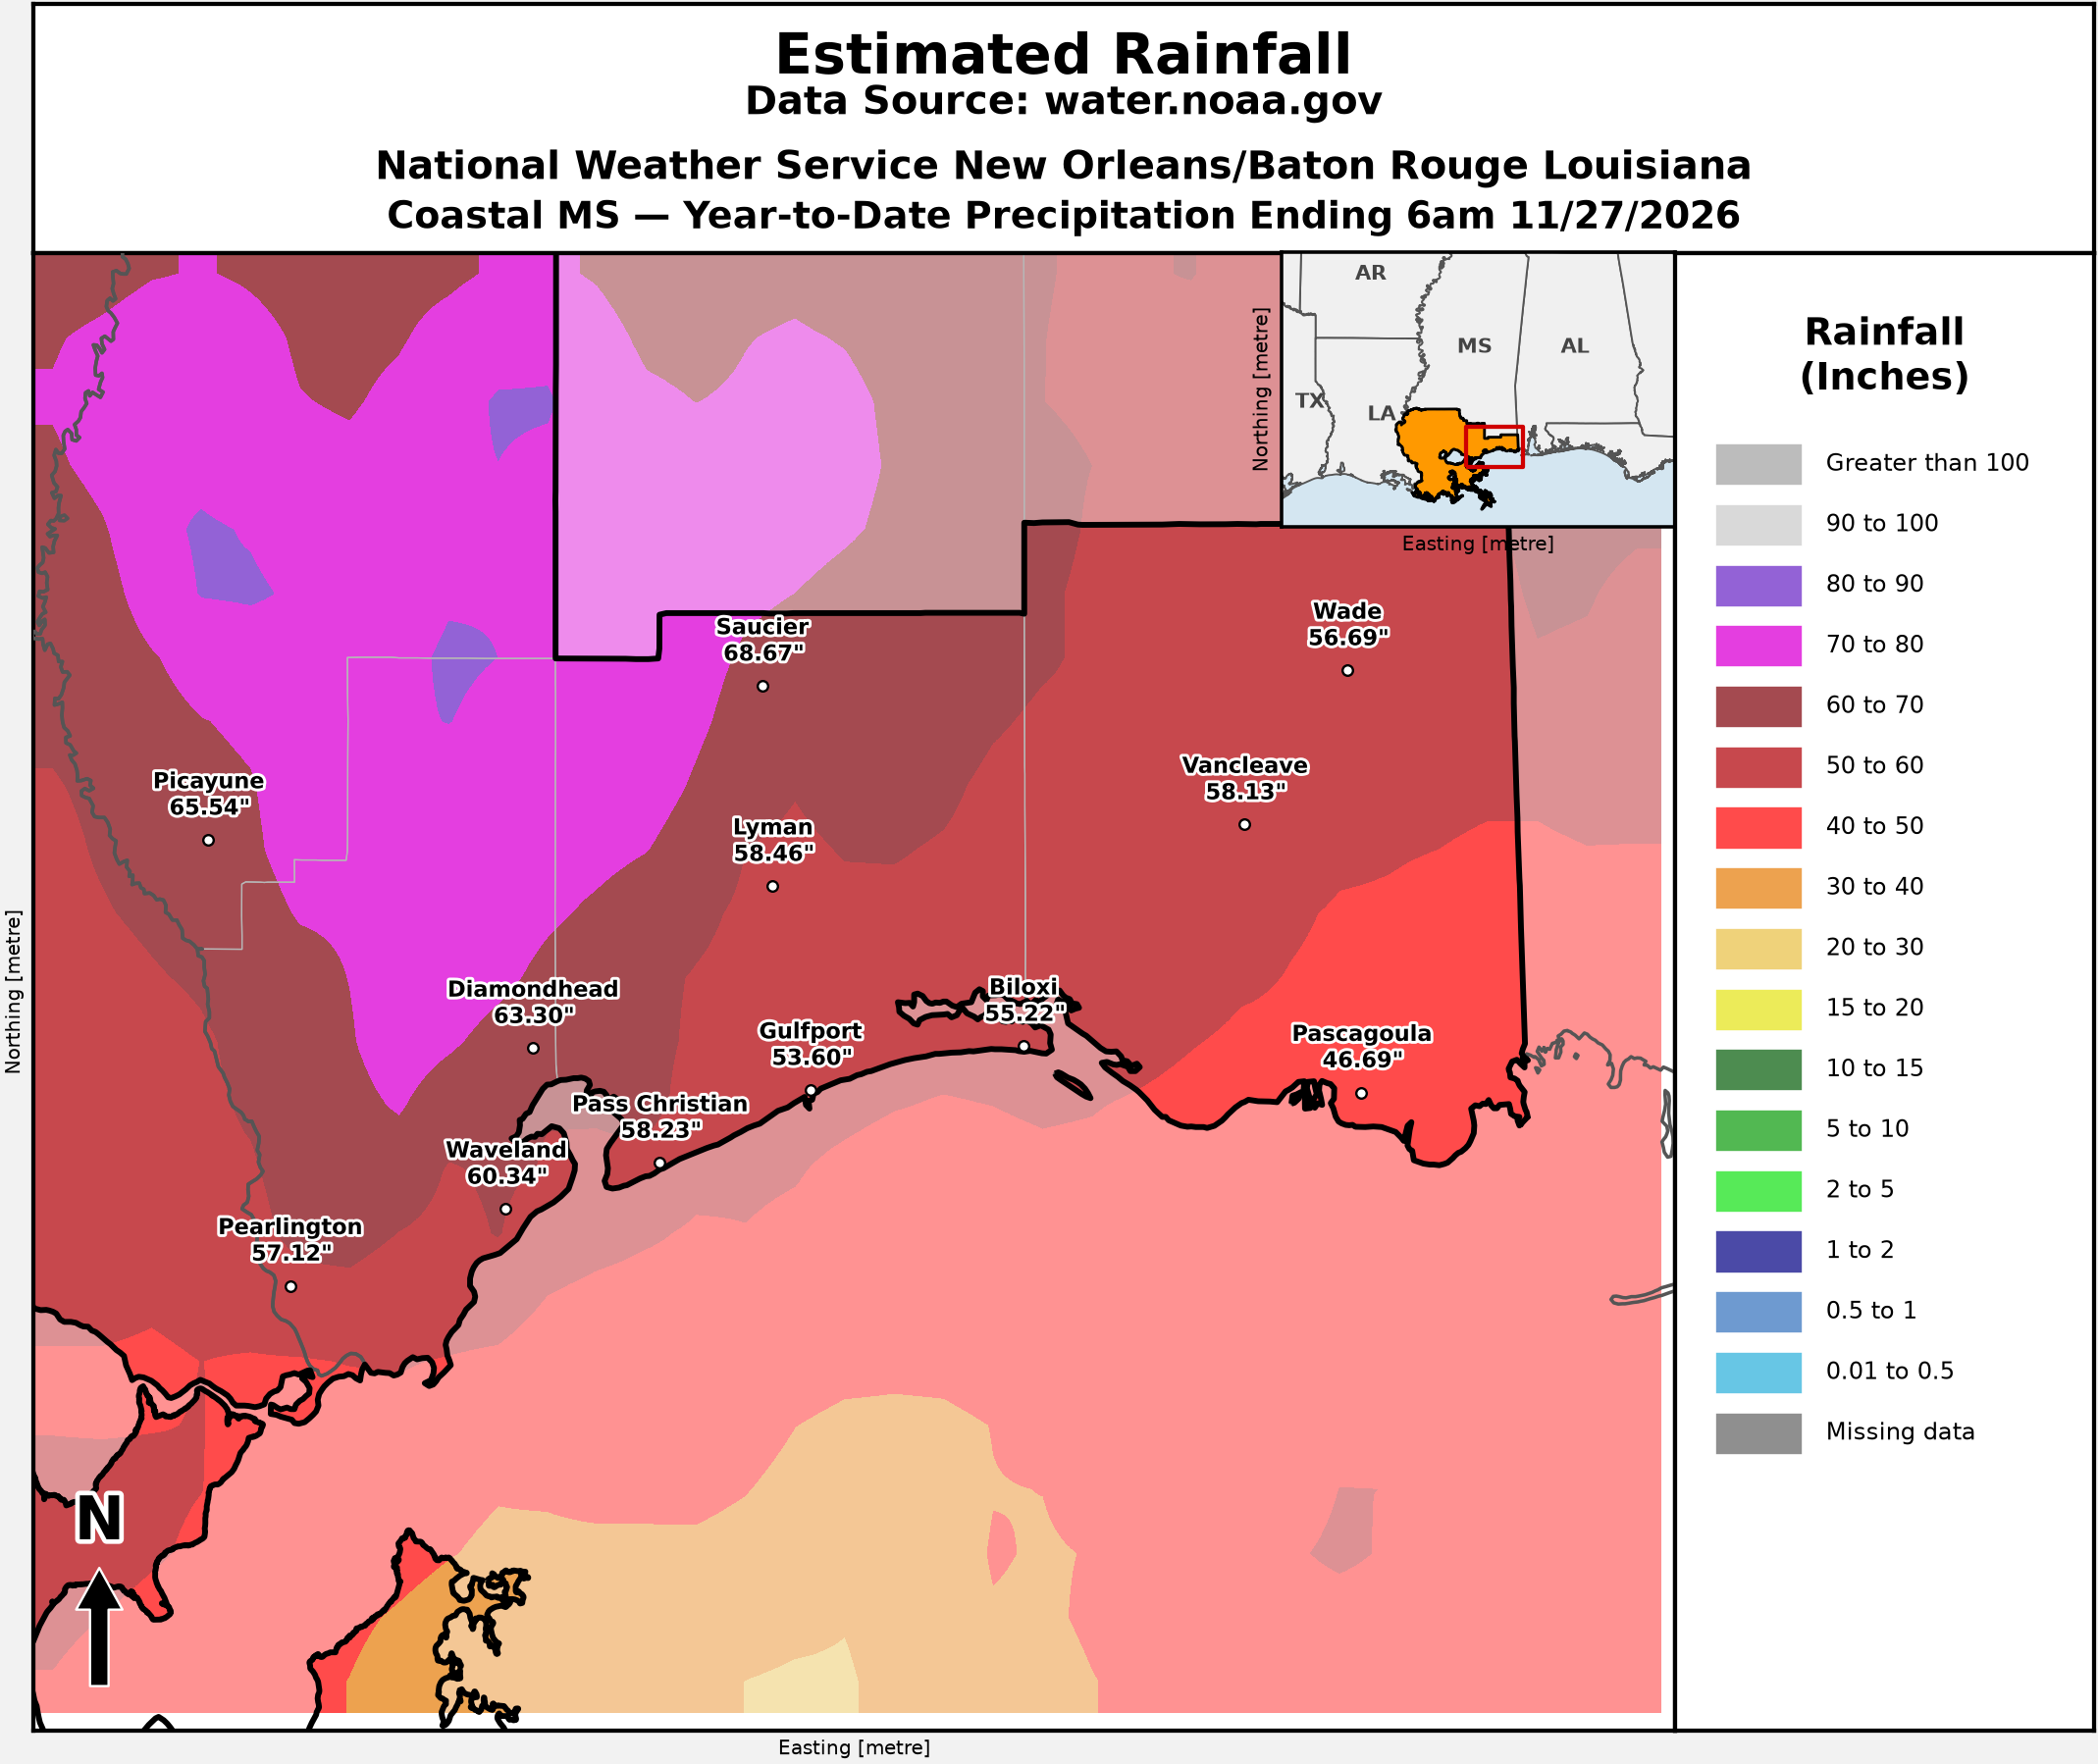 Estimated Rainfall
Data Source: water.noaa.gov
National Weather Service New Orleans/Baton Rouge Louisiana
Coastal MS — Year-to-Date Precipitation Ending 6am 11/27/2026
AR
MS
AL
TX
LA
Northing [metre]
Easting [metre]
Saucier
68.67"
Wade
56.69"
Picayune
65.54"
Vancleave
58.13"
Lyman
58.46"
Diamondhead
63.30"
Biloxi
55.22"
Gulfport
53.60"
Pascagoula
46.69"
Pass Christian
58.23"
Waveland
60.34"
Pearlington
57.12"
N
Northing [metre]
Easting [metre]
Rainfall
(Inches)
Greater than 100
90 to 100
80 to 90
70 to 80
60 to 70
50 to 60
40 to 50
30 to 40
20 to 30
15 to 20
10 to 15
5 to 10
2 to 5
1 to 2
0.5 to 1
0.01 to 0.5
Missing data